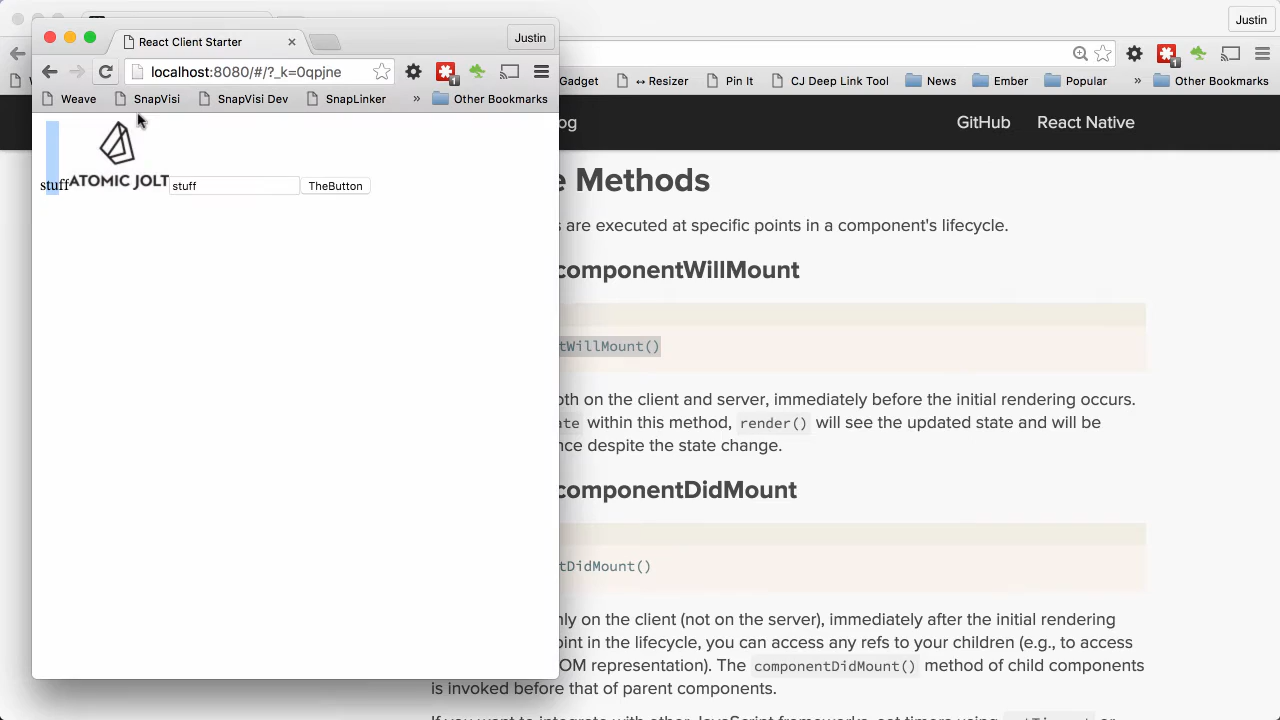 Justin
React Client Starter
Justin
localhost:8080/#/?_k=0qpjne
Gadget
↔ Resizer
Pin It
CJ Deep Link Tool
News
Ember
Popular
»
Other Bookmarks
Weave
SnapVisi
SnapVisi Dev
SnapLinker
»
Other Bookmarks
GitHub
React Native
stuff
ATOMIC JOLT
stuff
TheButton
Methods
are executed at specific points in a component's lifecycle.
componentWillMount
tWillMount()
on the client and server, immediately before the initial rendering occurs.
within this method, render() will see the updated state and will be
despite the state change.
componentDidMount
tDidMount()
on the client (not on the server), immediately after the initial rendering
in the lifecycle, you can access any refs to your children (e.g., to access
OM representation). The componentDidMount() method of child components
is invoked before that of parent components.